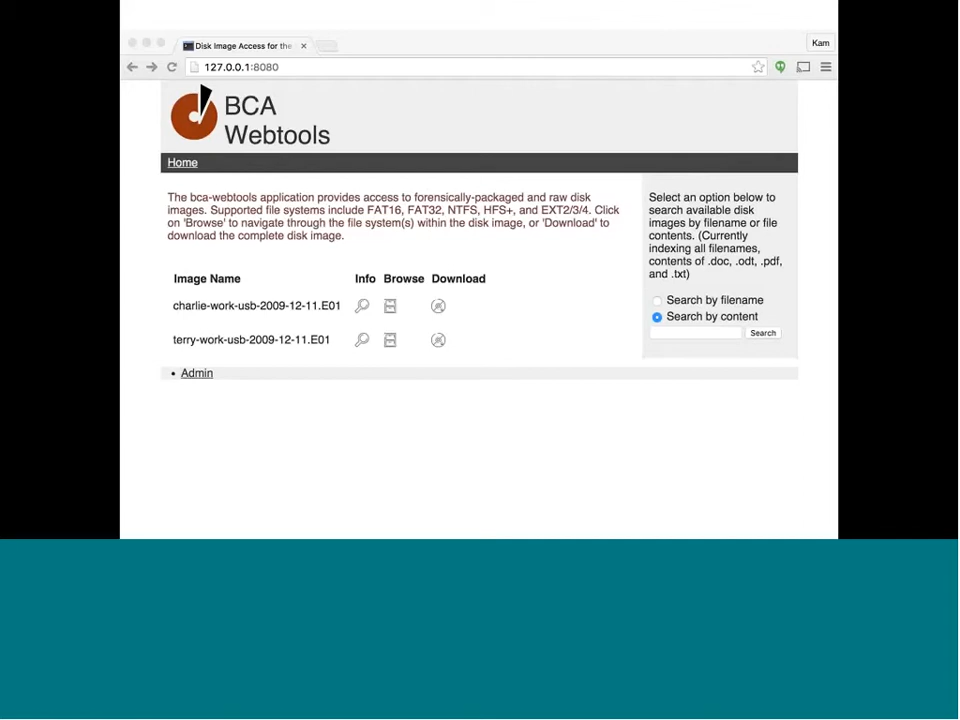 Disk Image Access for the
Kam
127.0.0.1:8080
BCA
Webtools
Home
The bca-webtools application provides access to forensically-packaged and raw disk
images. Supported file systems include FAT16, FAT32, NTFS, HFS+, and EXT2/3/4. Click
on 'Browse' to navigate through the file system(s) within the disk image, or 'Download' to
download the complete disk image.
Image Name Info Browse Download
charlie-work-usb-2009-12-11.E01
terry-work-usb-2009-12-11.E01
Admin
Select an option below to
search available disk
images by filename or file
contents. (Currently
indexing all filenames,
contents of .doc, .odt, .pdf,
and .txt)
Search by filename
Search by content
Search